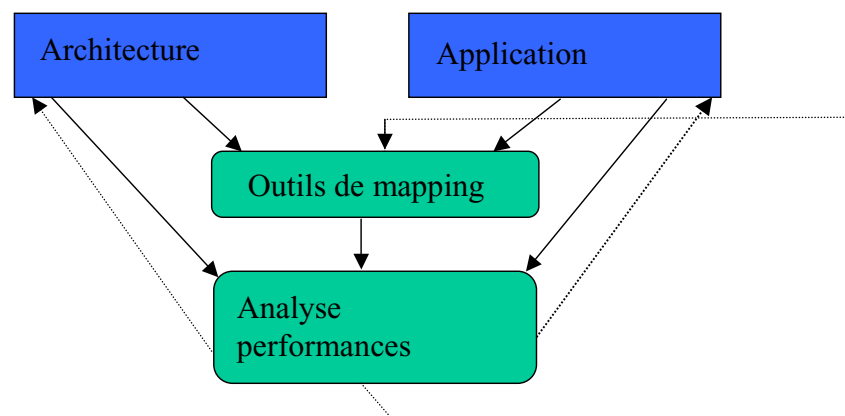 Architecture
Application
Outils de mapping
Analyse
performances